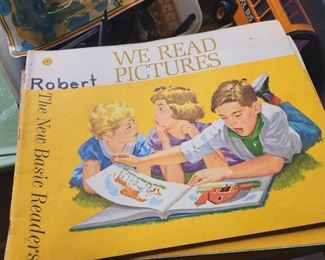 WE READ
PICTURES
Robert
The New Basic Readers